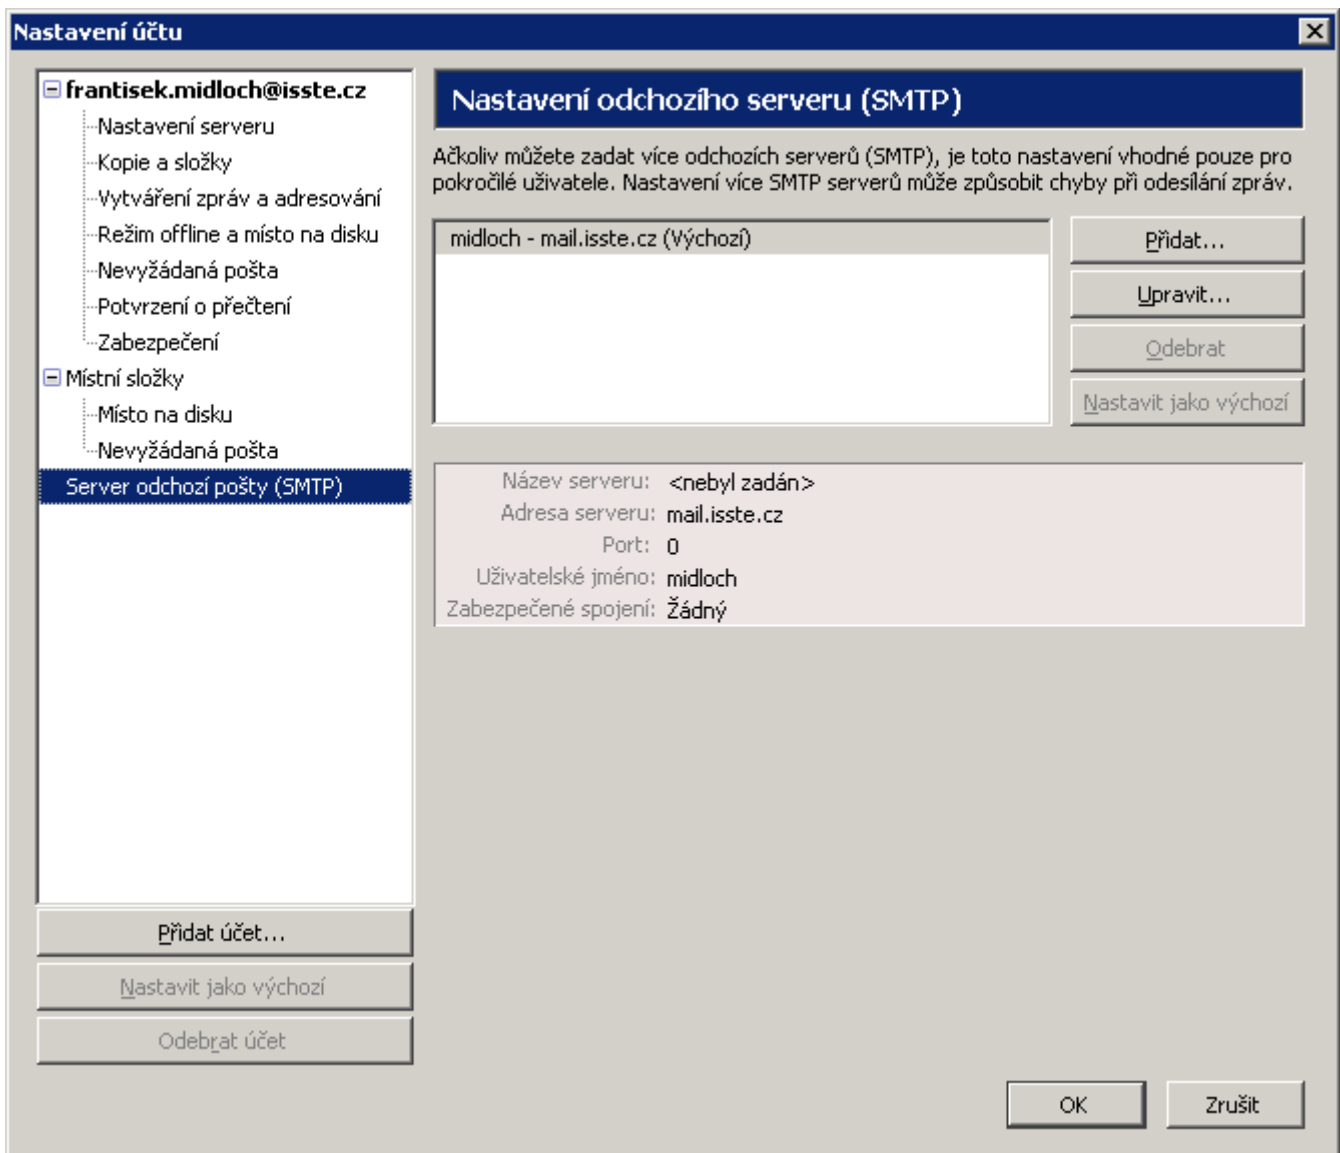 Nastavení účtu
frantisek.midloch@isste.cz
Nastavení serveru
Kopie a složky
Vytváření zpráv a adresování
Režim offline a místo na disku
Nevyžádaná pošta
Potvrzení o přečtení
Zabezpečení
Místní složky
Místo na disku
Nevyžádaná pošta
Server odchozí pošty (SMTP)
Přidat účet...
Nastavit jako výchozí
Odebrat účet
Nastavení odchozího serveru (SMTP)
Ačkoliv můžete zadat více odchozích serverů (SMTP), je toto nastavení vhodné pouze pro
pokročilé uživatele. Nastavení více SMTP serverů může způsobit chyby při odesílání zpráv.
midloch - mail.isste.cz (Výchozí)
Přidat...
Upravit...
Odebrat
Nastavit jako výchozí
Název serveru: <nebyl zadán>
Adresa serveru: mail.isste.cz
Port: 0
Uživatelské jméno: midloch
Zabezpečené spojení: Žádný
OK
Zrušit